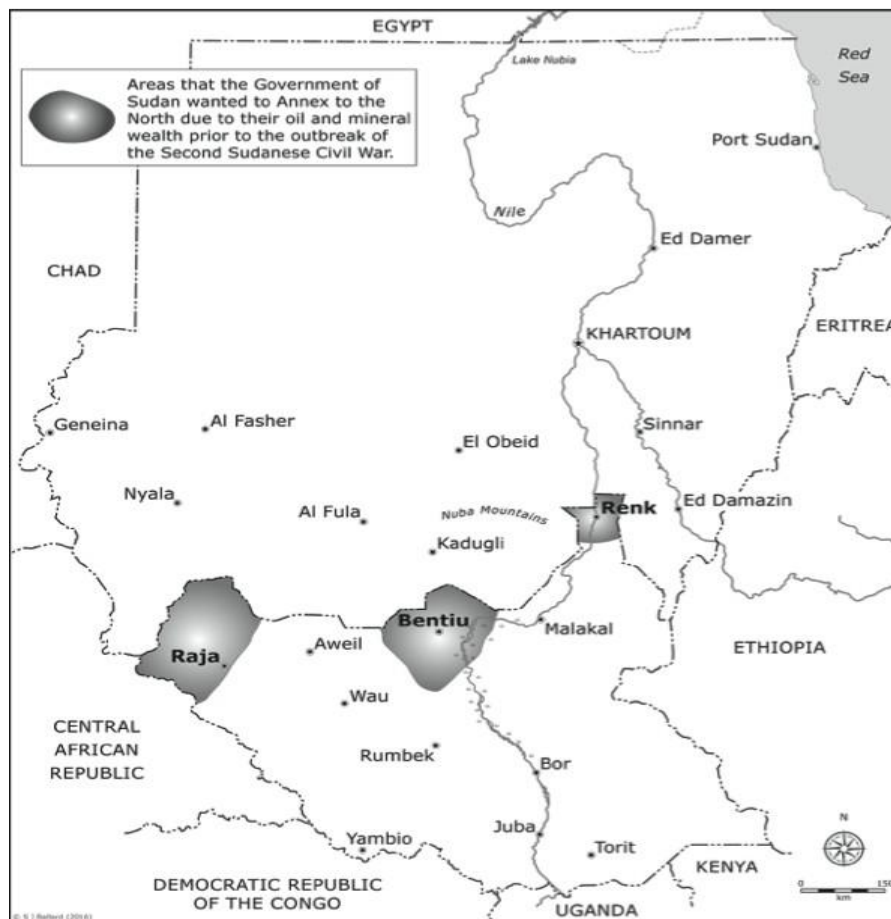 EGYPT
Lake Nubia
Red
Sea
Areas that the Government of
Sudan wanted to Annex to the
North due to their oil and mineral
wealth prior to the outbreak of
the Second Sudanese Civil War.
Port Sudan
Nile
Ed Damer
CHAD
KHARTOUM
ERITREA
Geneina
Al Fasher
Sinnar
El Obeid
Nyala
Al Fula
Nuba Mountains
Renk
Ed Damazin
Kadugli
Bentiu
Malakal
Raja
Aweil
ETHIOPIA
Wau
CENTRAL
AFRICAN
REPUBLIC
Rumbek
Bor
N
Juba
Torit
Yambio
KENYA
DEMOCRATIC REPUBLIC
OF THE CONGO
UGANDA
0 150
km
(2016)